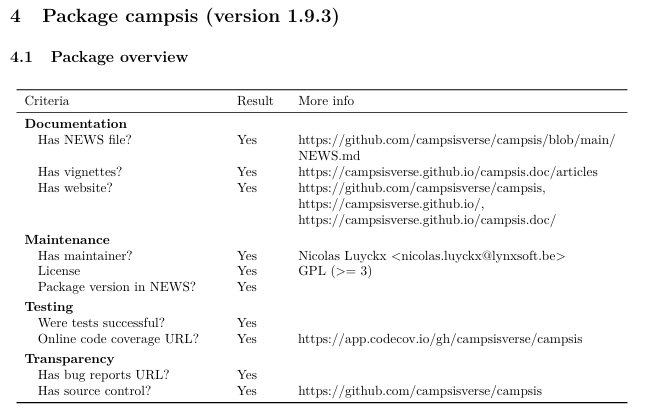 4 Package campsis (version 1.9.3)
4.1 Package overview
Criteria Result More info
Documentation
Has NEWS file? Yes https://github.com/campsisverse/campsis/blob/main/
NEWS.md
Has vignettes? Yes https://campsisverse.github.io/campsis.doc/articles
Has website? Yes https://github.com/campsisverse/campsis,
https://campsisverse.github.io/,
https://campsisverse.github.io/campsis.doc/
Maintenance
Has maintainer? Yes Nicolas Luyckx <nicolas.luyckx@lynxsoft.be>
License Yes GPL (>= 3)
Package version in NEWS? Yes
Testing
Were tests successful? Yes
Online code coverage URL? Yes https://app.codecov.io/gh/campsisverse/campsis
Transparency
Has bug reports URL? Yes
Has source control? Yes https://github.com/campsisverse/campsis